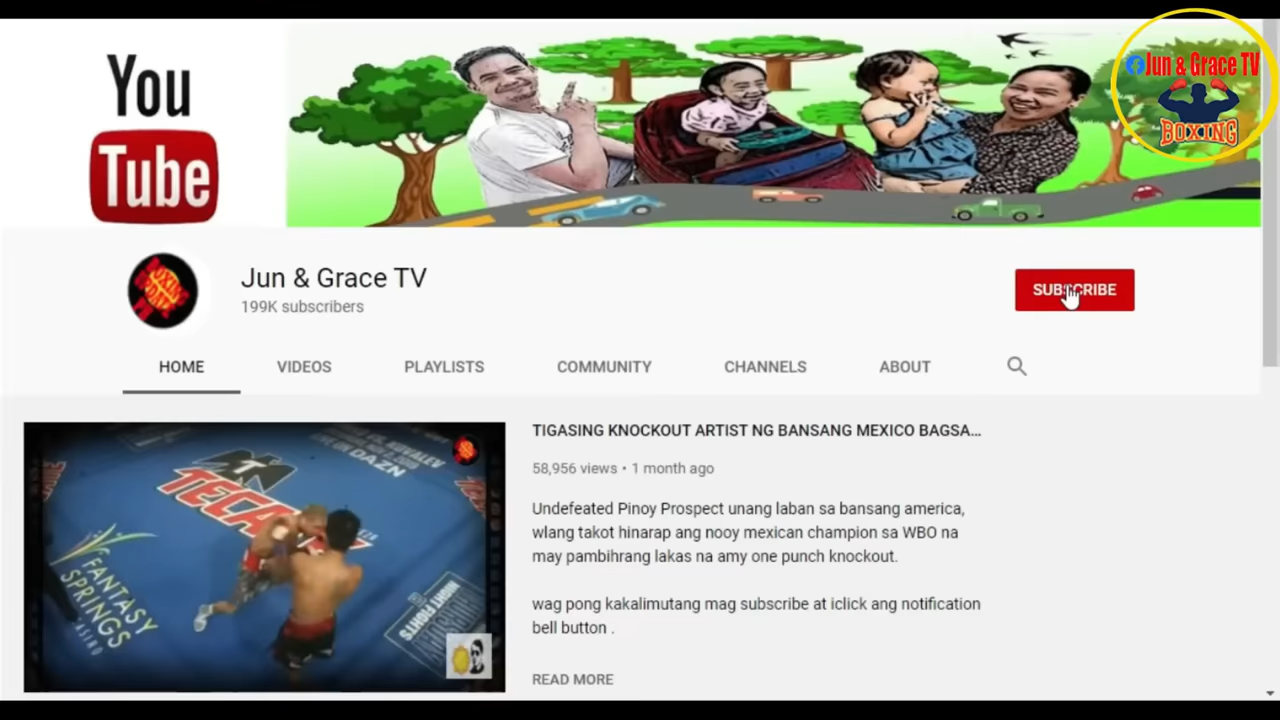 You
Tube
Jun & Grace TV
BOXING
Jun & Grace TV
199K subscribers
SUBSCRIBE
HOME VIDEOS PLAYLISTS COMMUNITY CHANNELS ABOUT
TIGASING KNOCKOUT ARTIST NG BANSANG MEXICO BAGSA...
58,956 views • 1 month ago
Undefeated Pinoy Prospect unang laban sa bansang america,
wlang takot hinarap ang nooy mexican champion sa WBO na
may pambihrang lakas na amy one punch knockout.
wag pong kakalimutang mag subscribe at iclick ang notification
bell button .
READ MORE
DAZN
TECA
FANTASY
SPRINGS